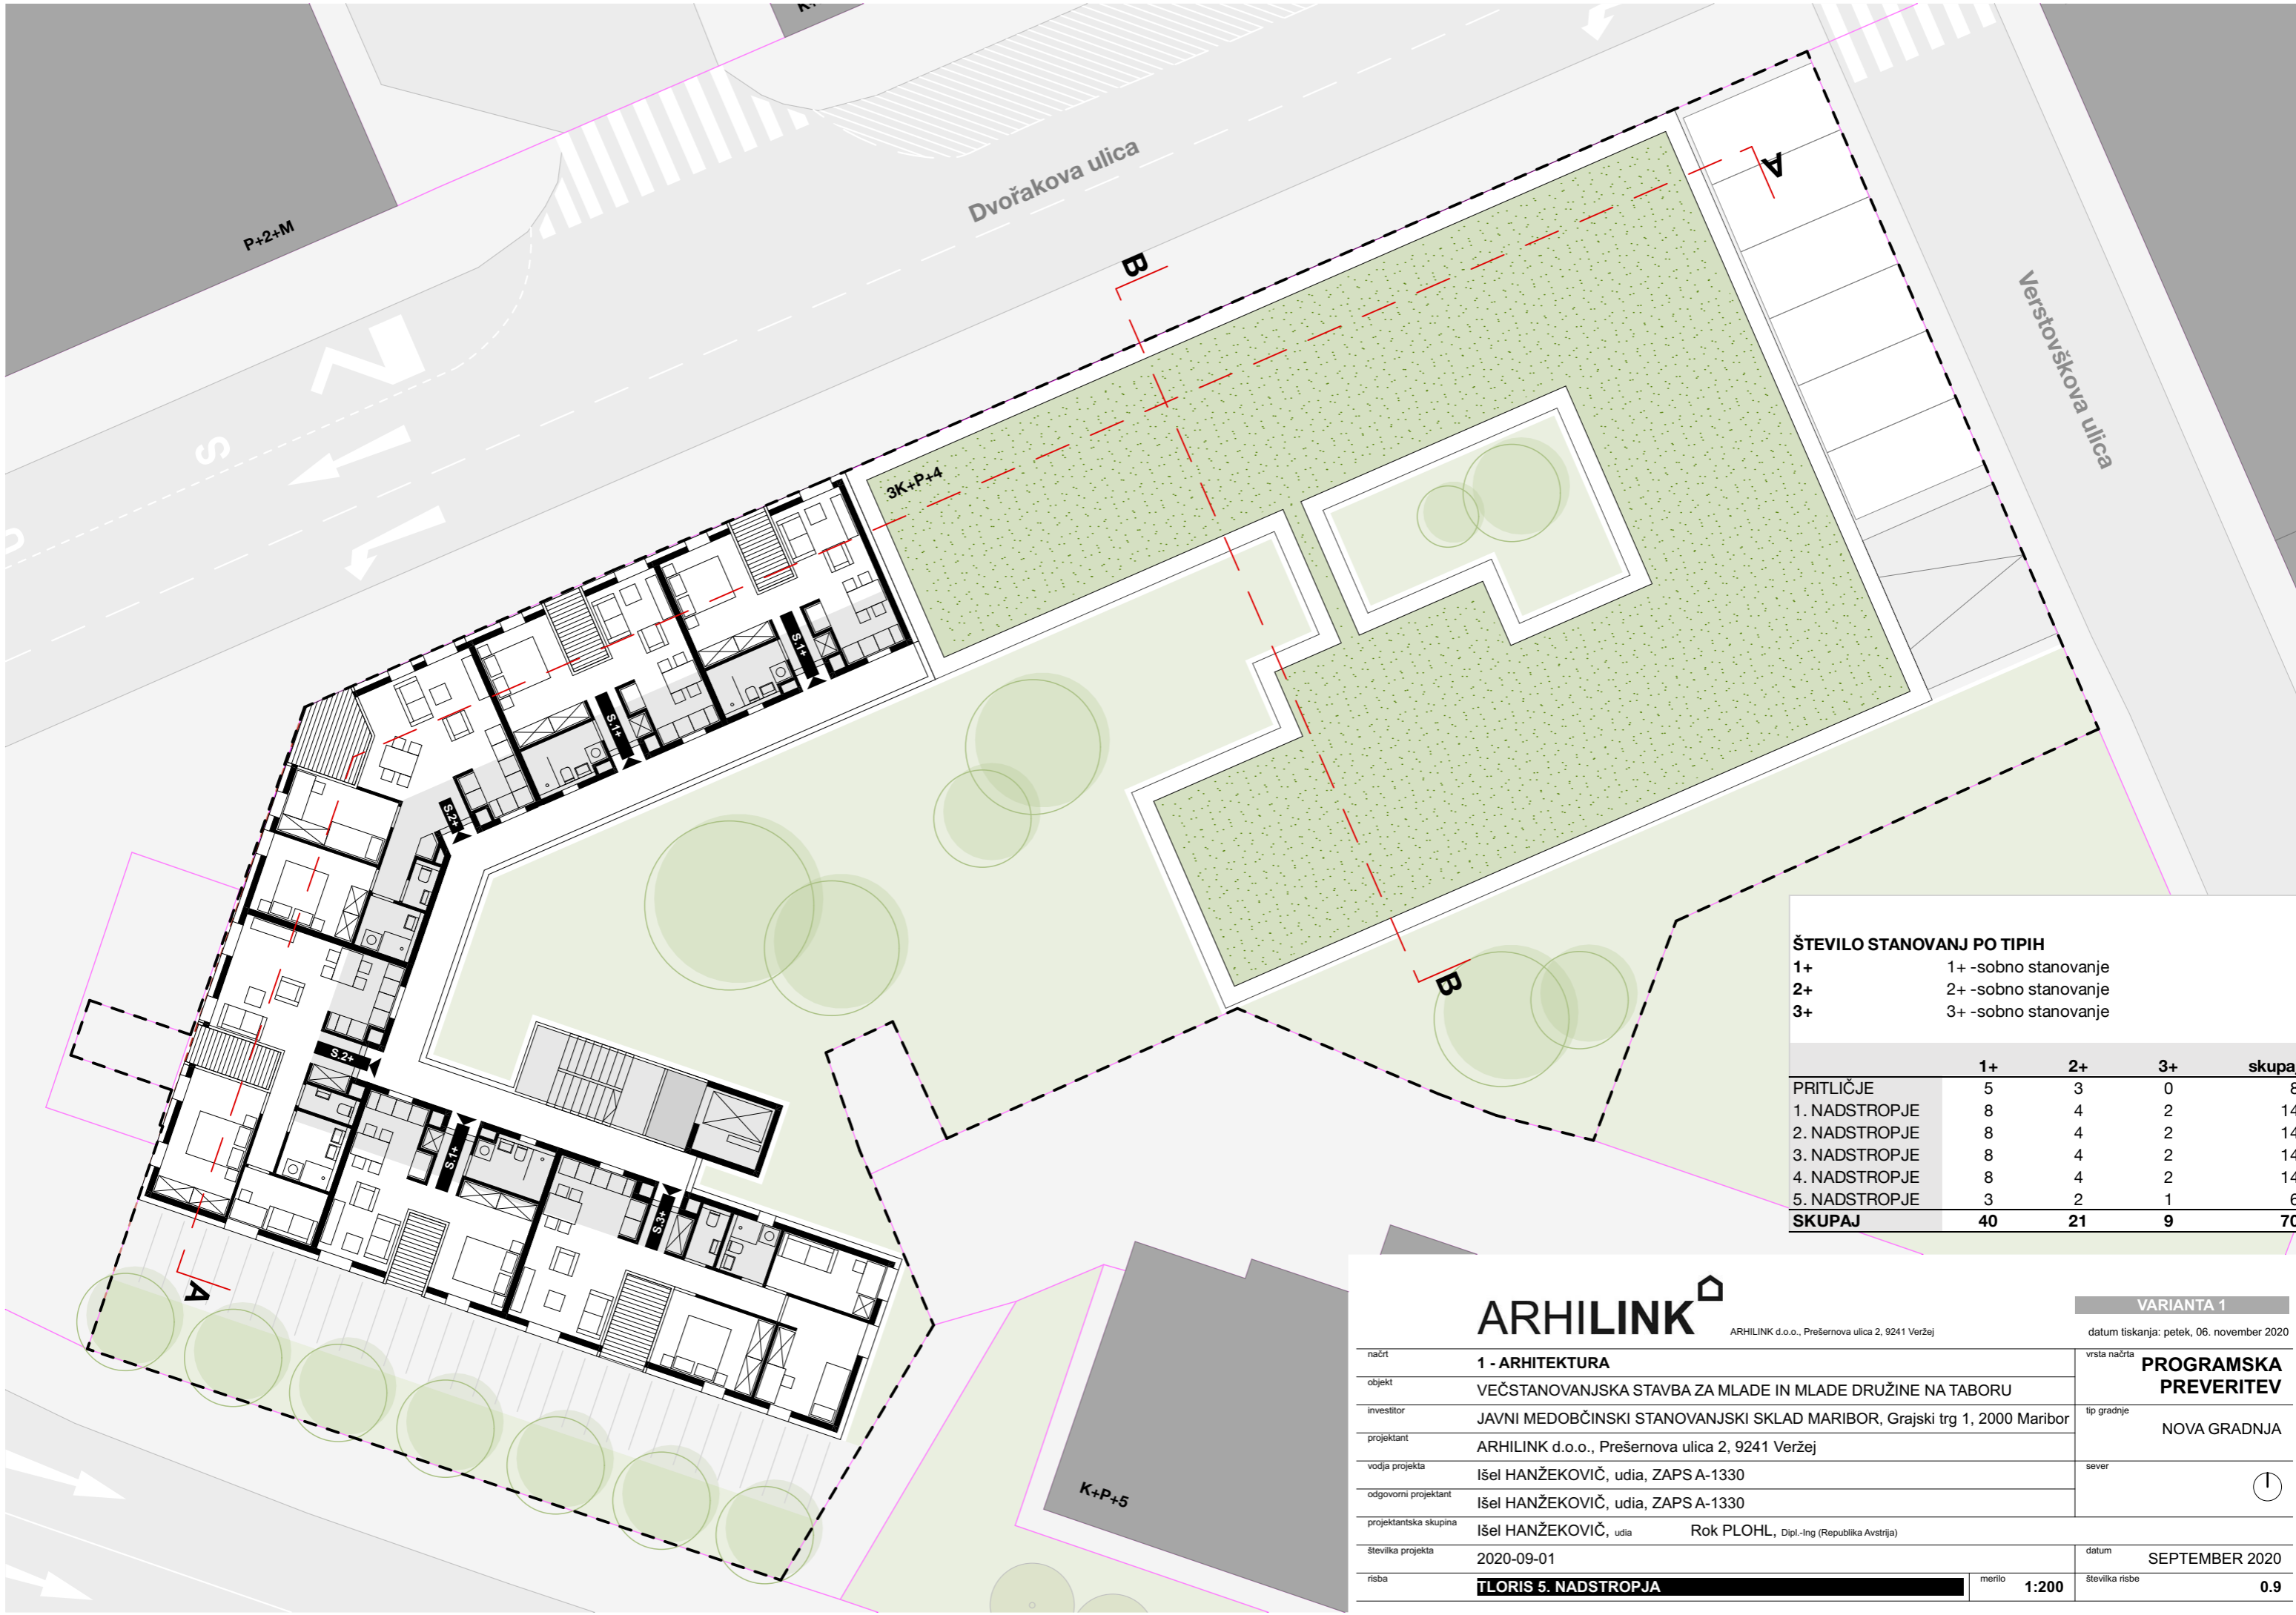 P+2+M
Dvořakova ulica
A
B
Verstovškova ulica
3K+P+4
S
S.1+
S.1+
S.2+
S.2+
S.1+
S.3+
B
A
K+P+5
ŠTEVILO STANOVANJ PO TIPIH
1+ 1+ -sobno stanovanje
2+ 2+ -sobno stanovanje
3+ 3+ -sobno stanovanje
1+ 2+ 3+ skupaj
PRITLIČJE 5 3 0 8
1. NADSTROPJE 8 4 2 14
2. NADSTROPJE 8 4 2 14
3. NADSTROPJE 8 4 2 14
4. NADSTROPJE 8 4 2 14
5. NADSTROPJE 3 2 1 6
SKUPAJ 40 21 9 70
ARHILINK
ARHILINK d.o.o., Prešernova ulica 2, 9241 Veržej
VARIANTA 1
datum tiskanja: petek, 06. november 2020
načrt 1 - ARHITEKTURA
vrsta načrta PROGRAMSKA
PREVERITEV
objekt VEČSTANOVANJSKA STAVBA ZA MLADE IN MLADE DRUŽINE NA TABORU
investitor JAVNI MEDOBČINSKI STANOVANJSKI SKLAD MARIBOR, Grajski trg 1, 2000 Maribor
tip gradnje NOVA GRADNJA
projektant ARHILINK d.o.o., Prešernova ulica 2, 9241 Veržej
vodja projekta Išel HANŽEKOVIČ, udia, ZAPS A-1330
sever
odgovorni projektant Išel HANŽEKOVIČ, udia, ZAPS A-1330
projektantska skupina Išel HANŽEKOVIČ, udia Rok PLOHL, Dipl.-Ing (Republika Avstrija)
številka projekta 2020-09-01
datum SEPTEMBER 2020
risba TLORIS 5. NADSTROPJA
merilo 1:200
številka risbe 0.9